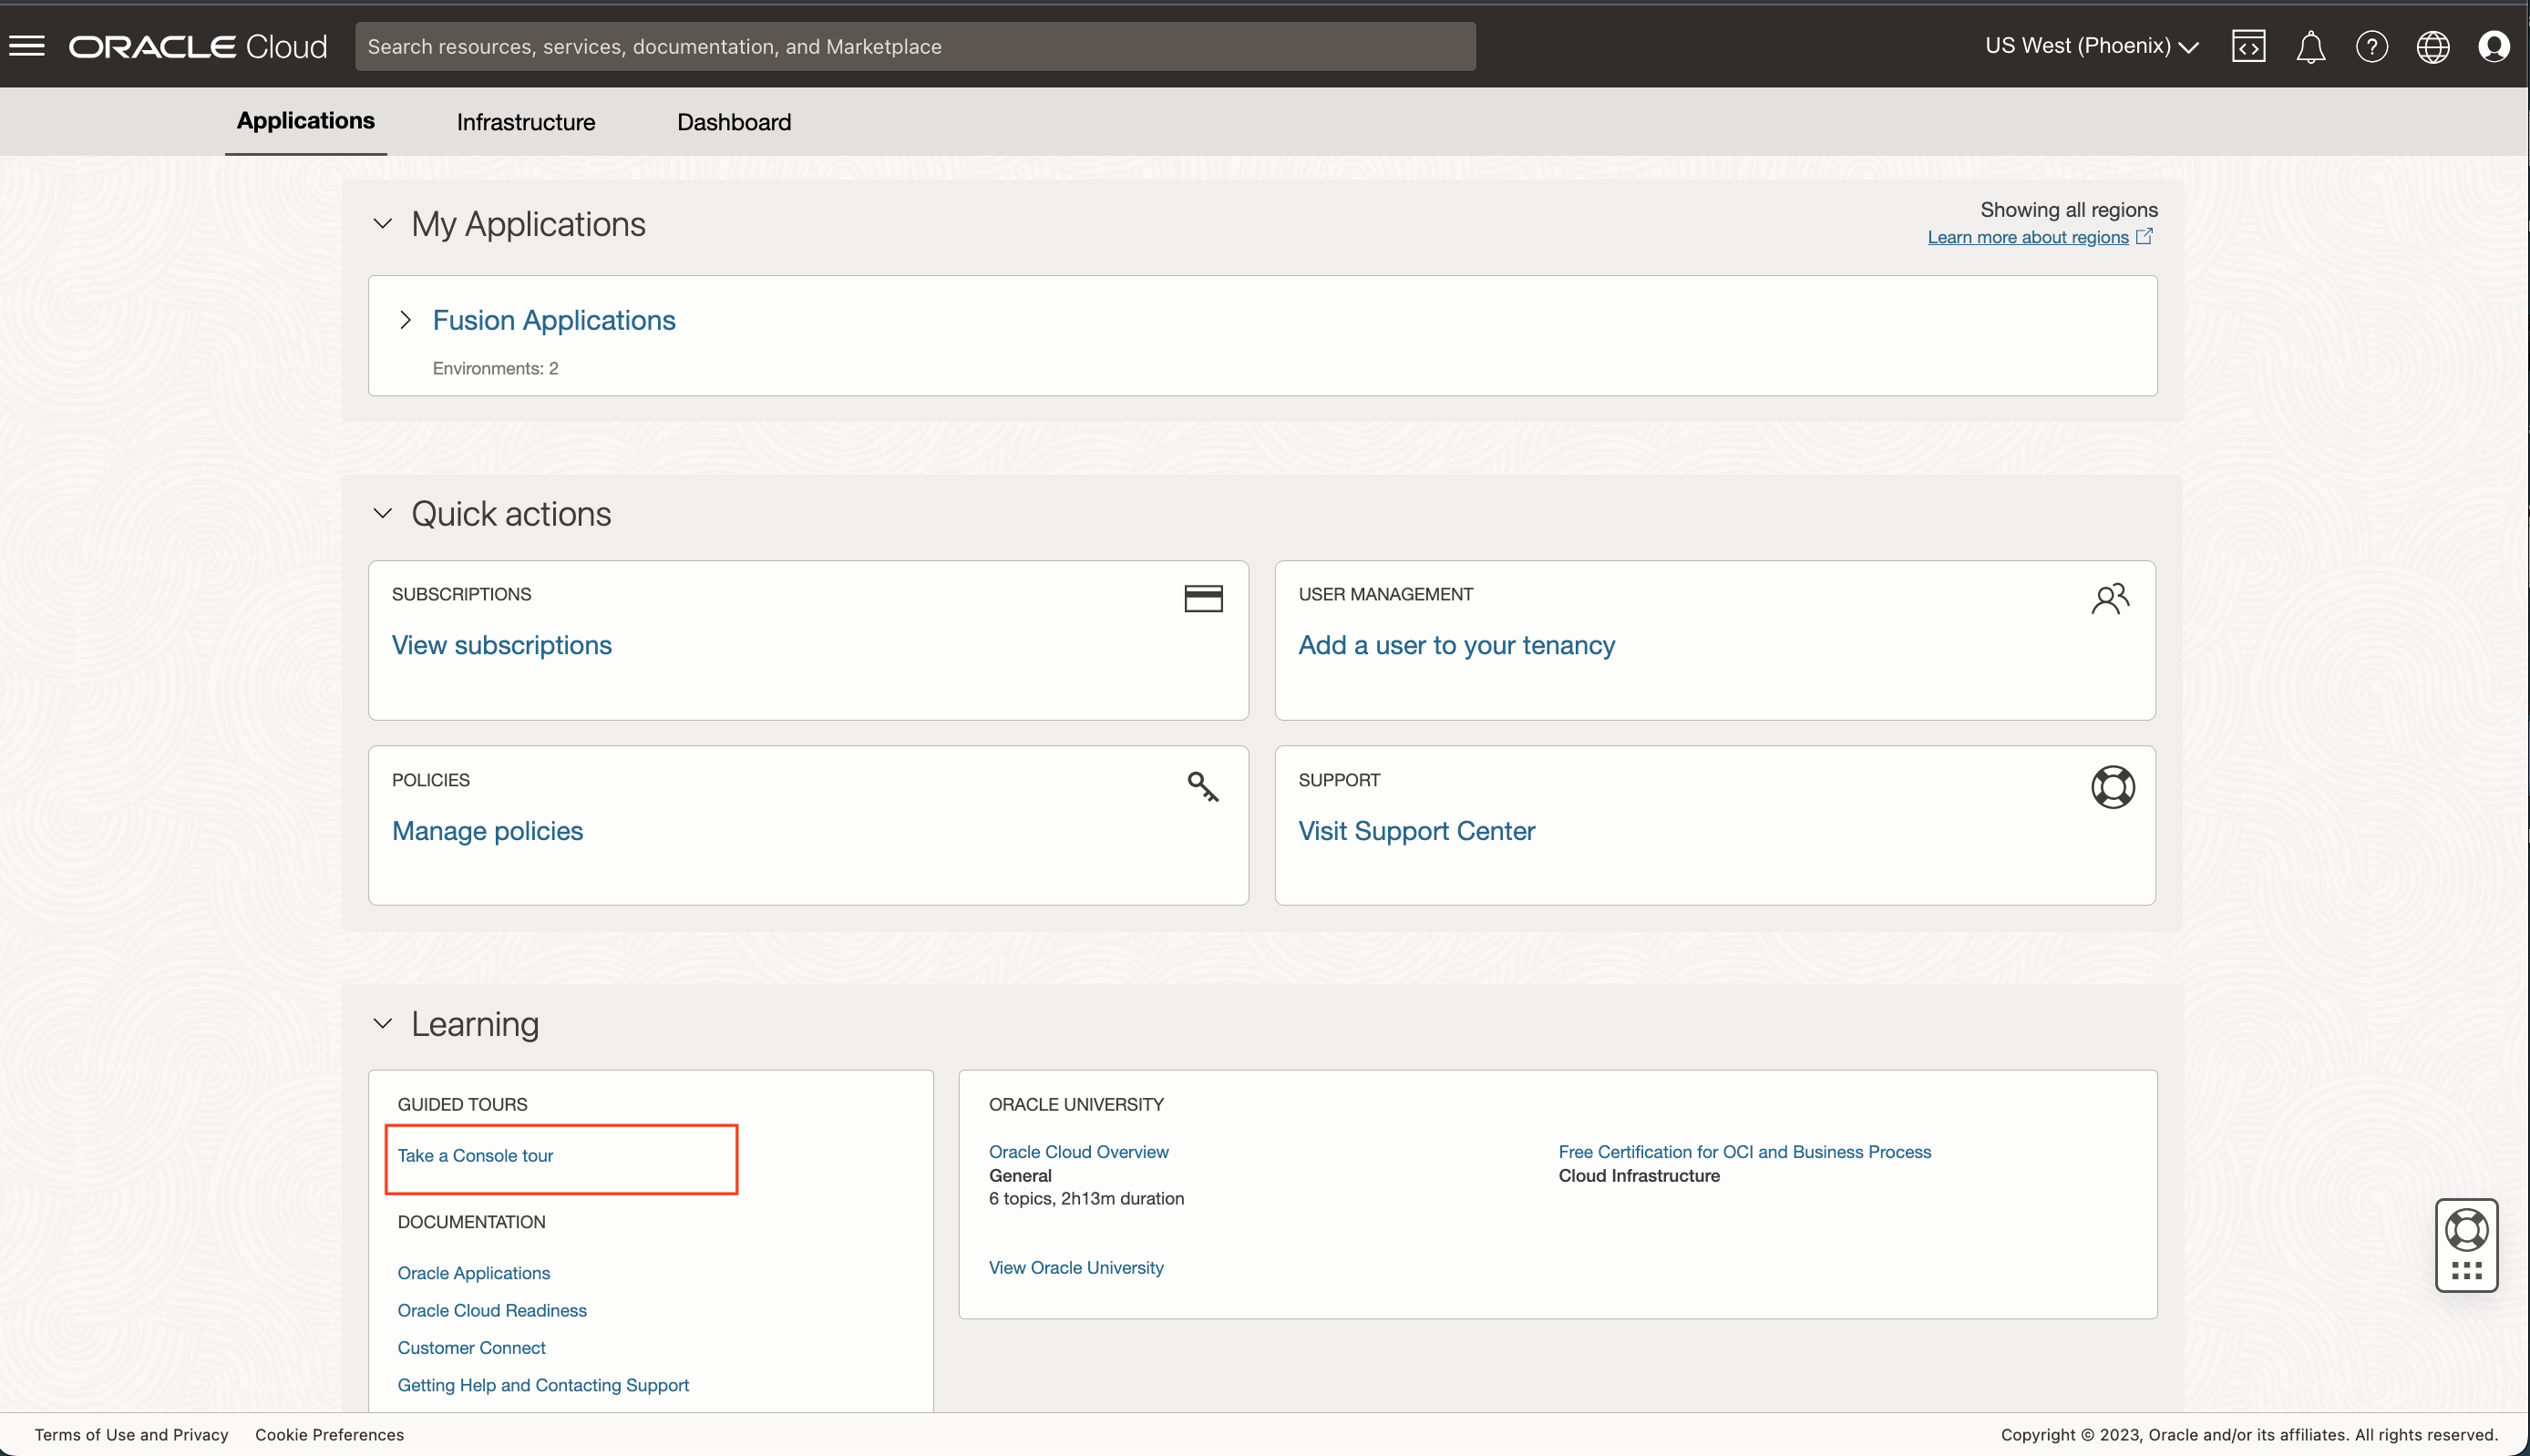 ORACLE Cloud
Search resources, services, documentation, and Marketplace
US West (Phoenix)
Applications
Infrastructure
Dashboard
My Applications
Showing all regions
Learn more about regions
Fusion Applications
Environments: 2
Quick actions
SUBSCRIPTIONS
View subscriptions
USER MANAGEMENT
Add a user to your tenancy
POLICIES
Manage policies
SUPPORT
Visit Support Center
Learning
GUIDED TOURS
Take a Console tour
DOCUMENTATION
Oracle Applications
Oracle Cloud Readiness
Customer Connect
Getting Help and Contacting Support
ORACLE UNIVERSITY
Oracle Cloud Overview
General
6 topics, 2h13m duration
View Oracle University
Free Certification for OCI and Business Process
Cloud Infrastructure
Terms of Use and Privacy
Cookie Preferences
Copyright © 2023, Oracle and/or its affiliates. All rights reserved.